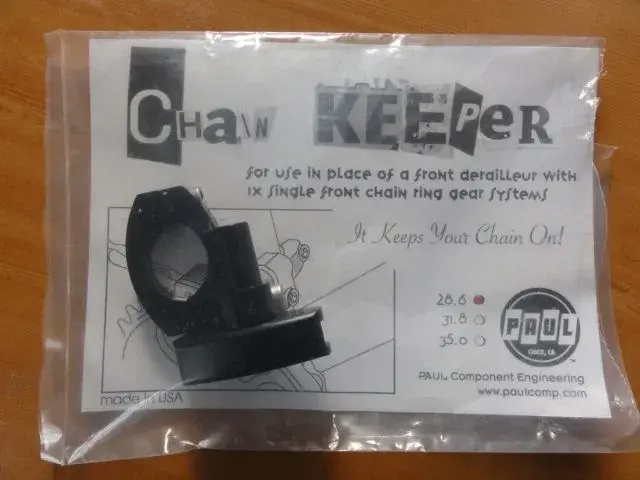 Chain KEEPER
for use in place of a front derailleur with
1x single front chain ring gear systems
It Keeps Your Chain On!
28.6
31.8
35.0
PAUL
CHICO, CA
TM
PAUL Component Engineering
www.paulcomp.com
made in USA